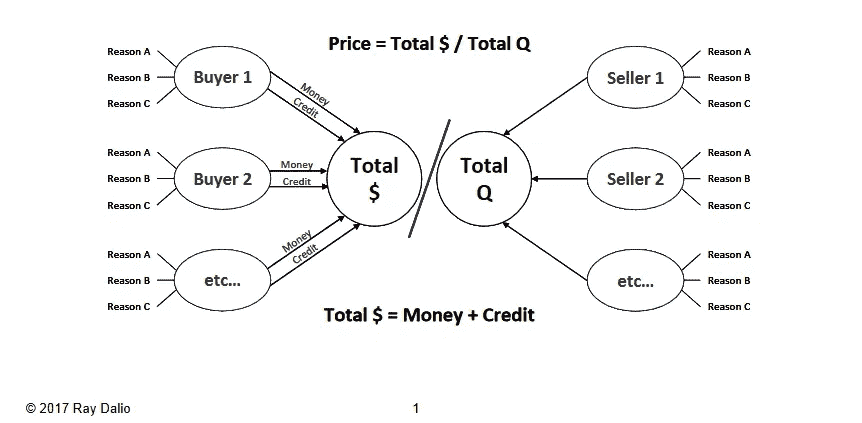 Price = Total $ / Total Q
Reason A
Reason B
Reason C
Buyer 1
Money
Credit
Reason A
Reason B
Reason C
Buyer 2
Money
Credit
Reason A
Reason B
Reason C
etc...
Money
Credit
Total
$
/
Total
Q
Seller 1
Reason A
Reason B
Reason C
Seller 2
Reason A
Reason B
Reason C
etc...
Reason A
Reason B
Reason C
Total $ = Money + Credit
© 2017 Ray Dalio
1